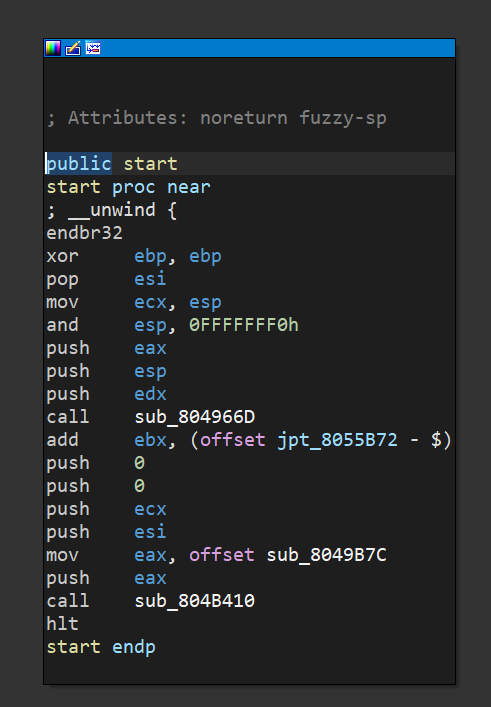 ; Attributes: noreturn fuzzy-sp
public start
start proc near
; __unwind {
endbr32
xor     ebp, ebp
pop     esi
mov     ecx, esp
and     esp, 0FFFFFFF0h
push    eax
push    esp
push    edx
call    sub_804966D
add     ebx, (offset jpt_8055B72 - $)
push    0
push    0
push    ecx
push    esi
mov     eax, offset sub_8049B7C
push    eax
call    sub_804B410
hlt
start endp